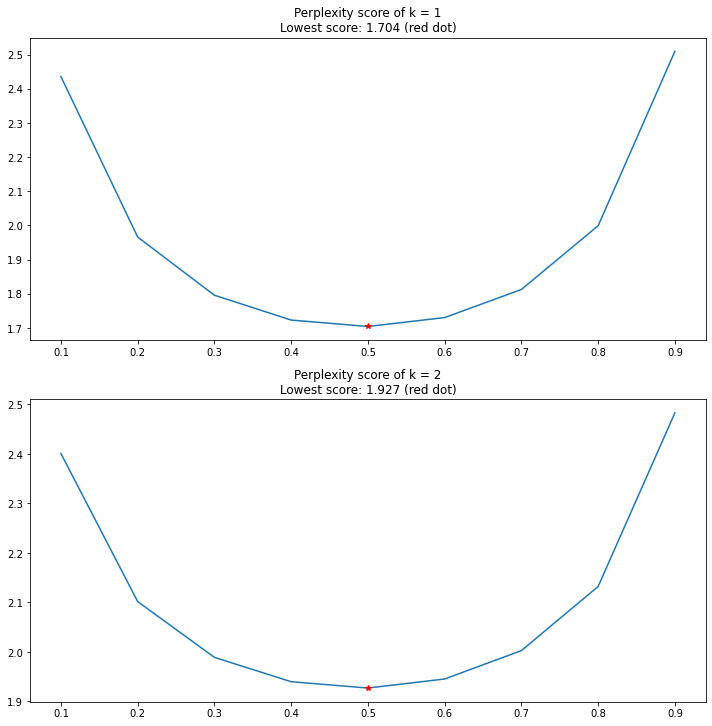 Perplexity score of k = 1
Lowest score: 1.704 (red dot)
2.5
2.4
2.3
2.2
2.1
2.0
1.9
1.8
1.7
0.1 0.2 0.3 0.4 0.5 0.6 0.7 0.8 0.9
Perplexity score of k = 2
Lowest score: 1.927 (red dot)
2.5
2.4
2.3
2.2
2.1
2.0
1.9
0.1 0.2 0.3 0.4 0.5 0.6 0.7 0.8 0.9